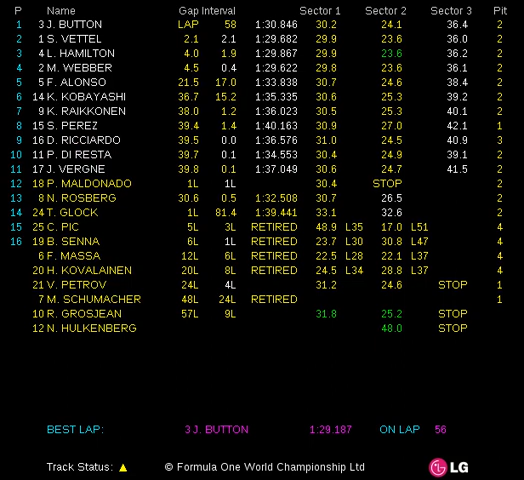 P Name Gap Interval Sector 1 Sector 2 Sector 3 Pit
1 3 J. BUTTON LAP 58 1:30.846 30.2 24.1 36.4 2
2 1 S. VETTEL 2.1 2.1 1:29.682 29.9 23.6 36.0 2
3 4 L. HAMILTON 4.0 1.9 1:29.867 29.9 23.6 36.2 2
4 2 M. WEBBER 4.5 0.4 1:29.622 29.8 23.6 36.1 2
5 5 F. ALONSO 21.5 17.0 1:33.838 30.7 24.6 38.4 2
6 14 K. KOBAYASHI 36.7 15.2 1:35.335 30.6 25.3 39.2 2
7 9 K. RAIKKONEN 38.0 1.2 1:36.023 30.5 25.3 40.1 2
8 15 S. PEREZ 39.4 1.4 1:40.163 30.9 27.0 42.1 1
9 16 D. RICCIARDO 39.5 0.0 1:36.576 31.0 24.5 40.9 3
10 11 P. DI RESTA 39.7 0.1 1:34.553 30.4 24.9 39.1 2
11 17 J. VERGNE 39.8 0.1 1:37.049 30.6 24.7 41.5 2
12 18 P. MALDONADO 1L 1L 30.4 STOP 2
13 8 N. ROSBERG 30.6 0.5 1:32.508 30.7 26.5 2
14 24 T. GLOCK 1L 81.4 1:39.441 33.1 32.6 2
15 25 C. PIC 5L 3L RETIRED 48.9 L35 17.0 L51 4
16 19 B. SENNA 6L 1L RETIRED 23.7 L30 30.8 L47 4
6 F. MASSA 12L 6L RETIRED 22.5 L28 22.1 L37 4
20 H. KOVALAINEN 20L 8L RETIRED 24.5 L34 28.8 L37 4
21 V. PETROV 24L 4L 31.2 24.6 STOP 1
7 M. SCHUMACHER 48L 24L RETIRED 1
10 R. GROSJEAN 57L 9L 31.8 25.2 STOP
12 N. HULKENBERG 48.0 STOP
BEST LAP: 3 J. BUTTON 1:29.187 ON LAP 56
Track Status: © Formula One World Championship Ltd LG